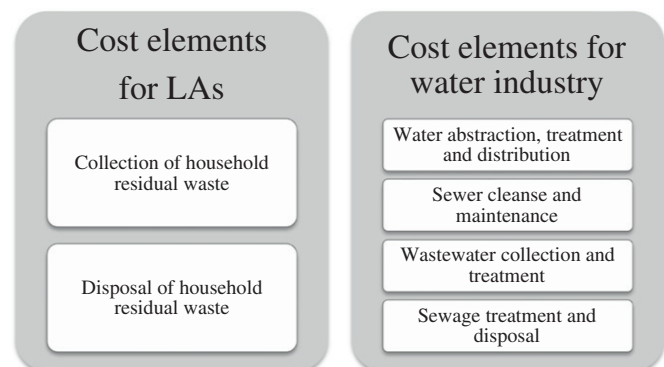 Cost elements
for LAs
Collection of household
residual waste
Disposal of household
residual waste
Cost elements for
water industry
Water abstraction, treatment
and distribution
Sewer cleanse and
maintenance
Wastewater collection and
treatment
Sewage treatment and
disposal